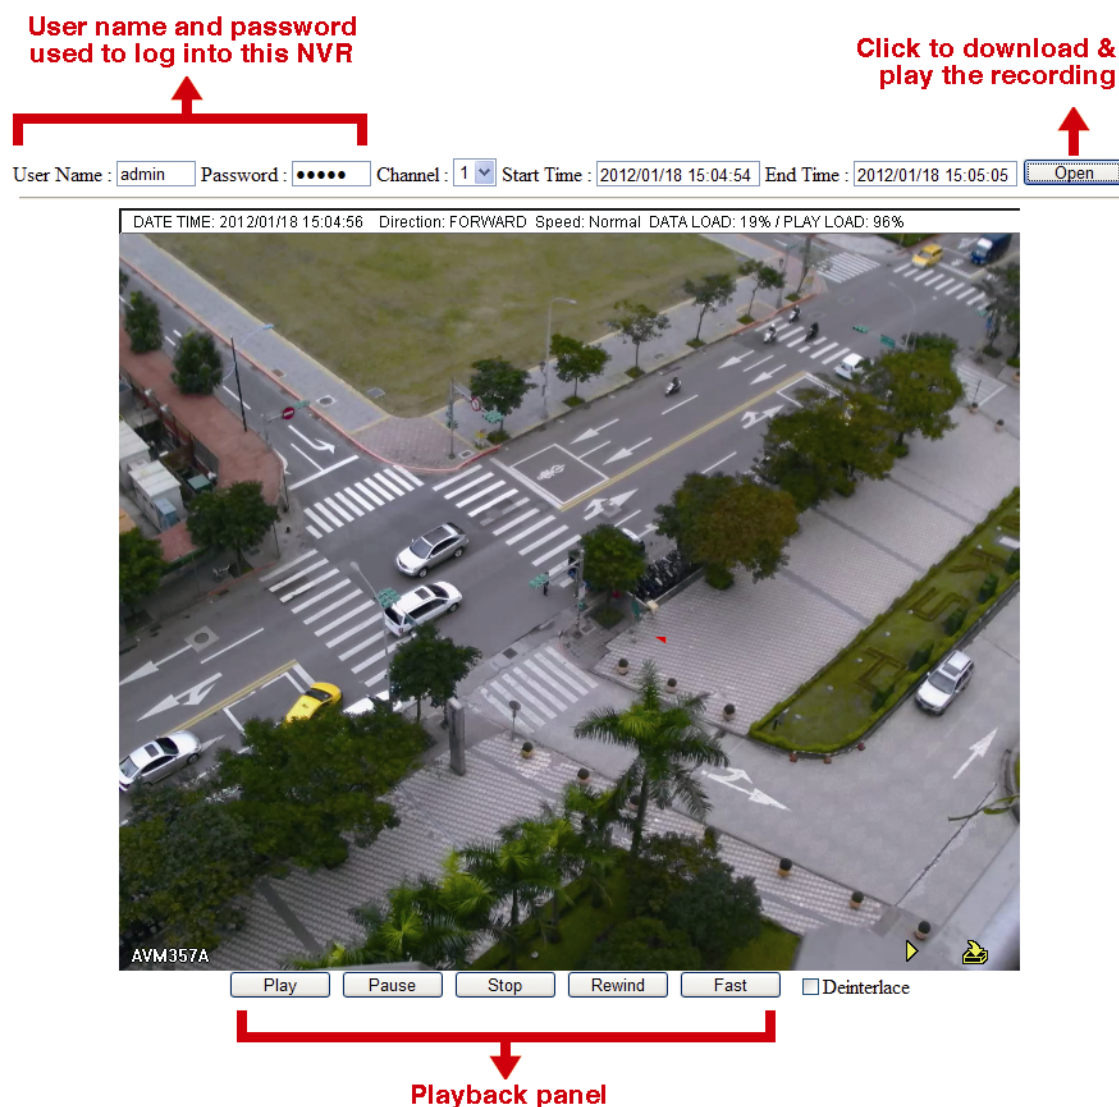 User name and password
used to log into this NVR
Click to download &
play the recording
User Name : admin Password : ●●●●● Channel : 1 Start Time : 2012/01/18 15:04:54 End Time : 2012/01/18 15:05:05 Open
DATE TIME: 2012/01/18 15:04:56 Direction: FORWARD Speed: Normal DATA LOAD: 19% / PLAY LOAD: 96%
AVM357A
Play Pause Stop Rewind Fast Deinterlace
Playback panel